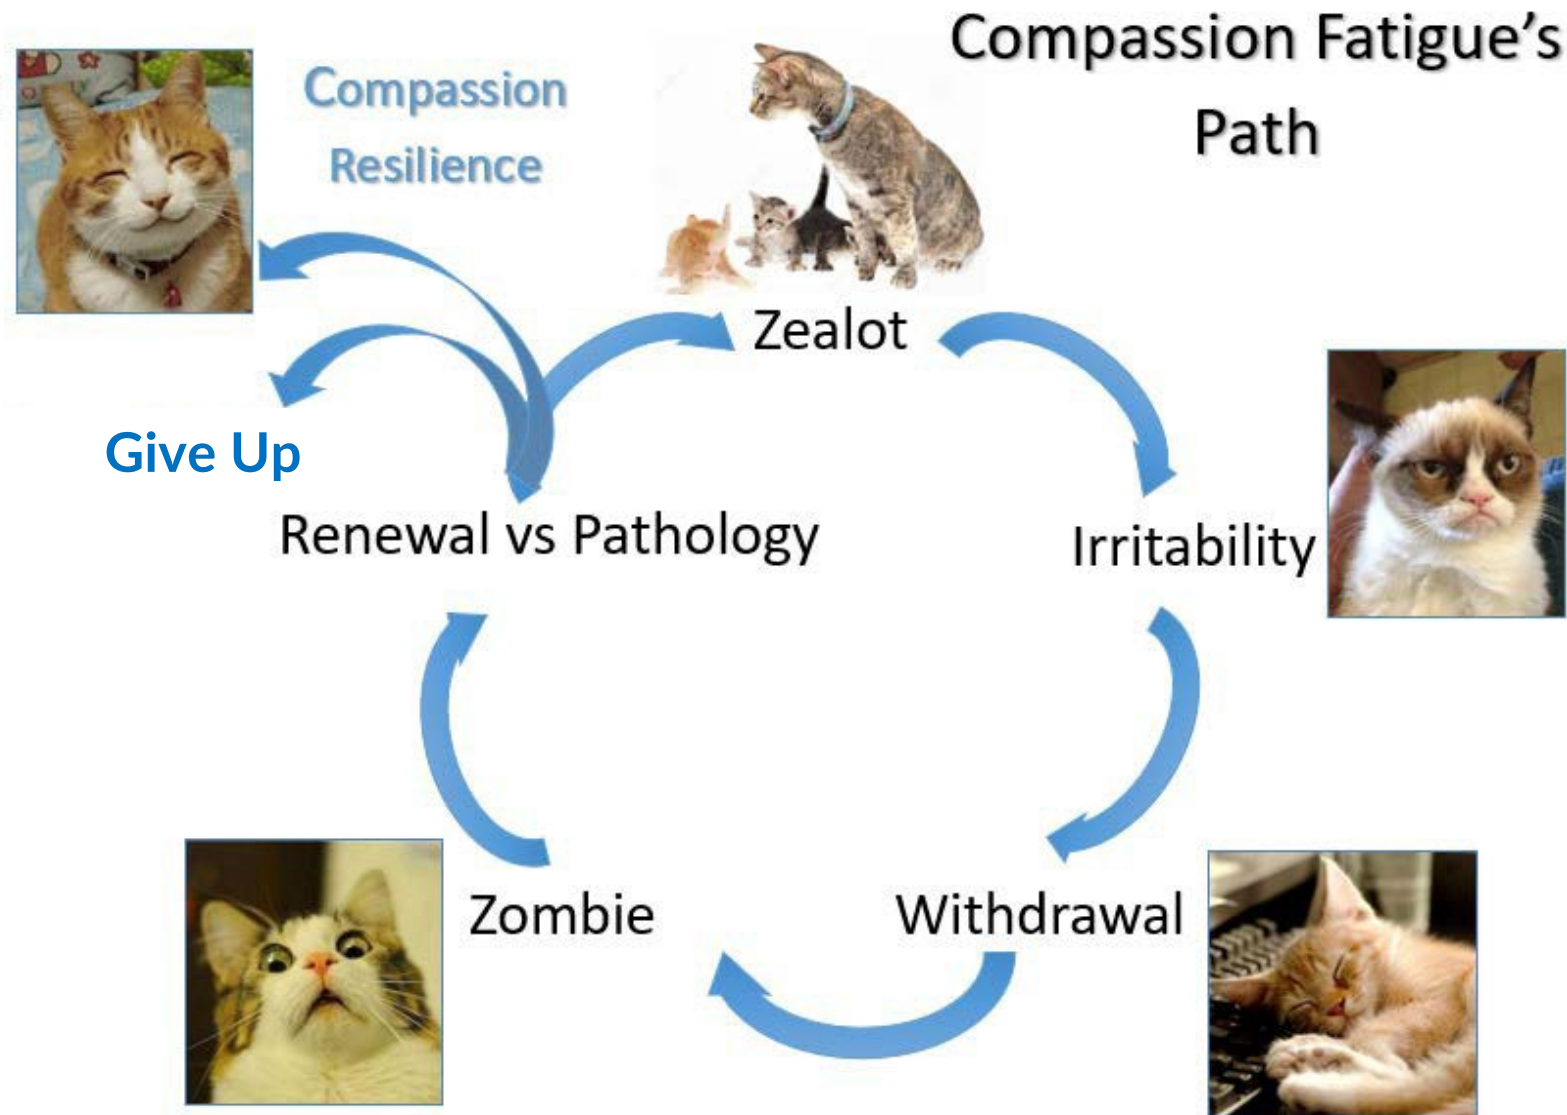 Compassion Fatigue’s
Path
Compassion
Resilience
Zealot
Give Up
Renewal vs Pathology
Irritability
Zombie
Withdrawal